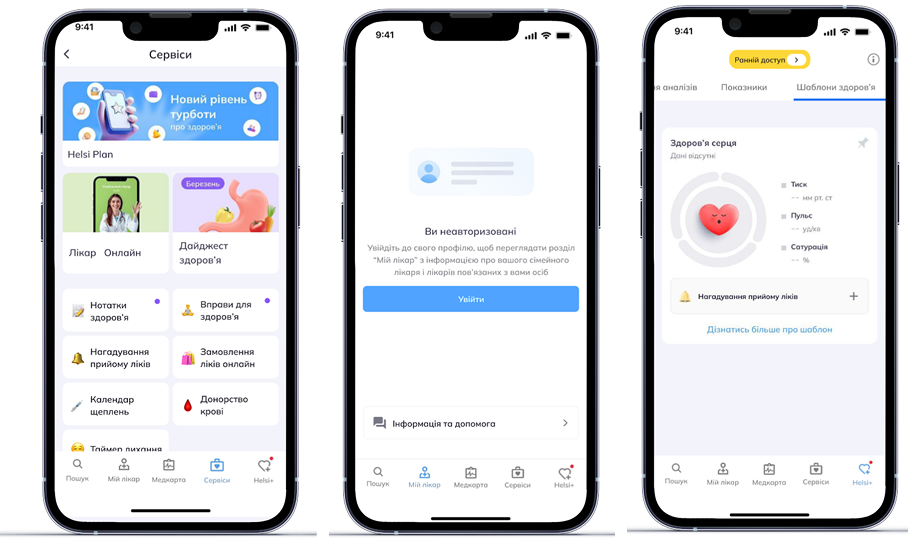 9:41
Сервіси
Новий рівень
турботи
про здоров'я
Helsi Plan
Березень
Лікар Онлайн
Дайджест
здоров'я
Нотатки
здоров'я
Вправи для
здоров'я
Нагадування
прийому ліків
Замовлення
ліків онлайн
Календар
щеплень
Донорство
крові
Таймер дихання
Пошук
Мій лікар
Медкарта
Сервіси
Helsi+
9:41
Ви неавторизовані
Увійдіть до свого профілю, щоб переглядати розділ
"Мій лікар" з інформацією про вашого сімейного
лікаря і лікарів пов'язаних з вами осіб
Увійти
Інформація та допомога
Пошук
Мій лікар
Медкарта
Сервіси
Helsi+
9:41
Ранній доступ
я аналізів
Показники
Шаблони здоров'я
Здоров'я серця
Дані відсутні
Тиск
-- мм рт. ст
Пульс
-- уд/хв
Сатурація
-- %
Нагадування прийому ліків
Дізнатись більше про шаблон
Пошук
Мій лікар
Медкарта
Сервіси
Helsi+